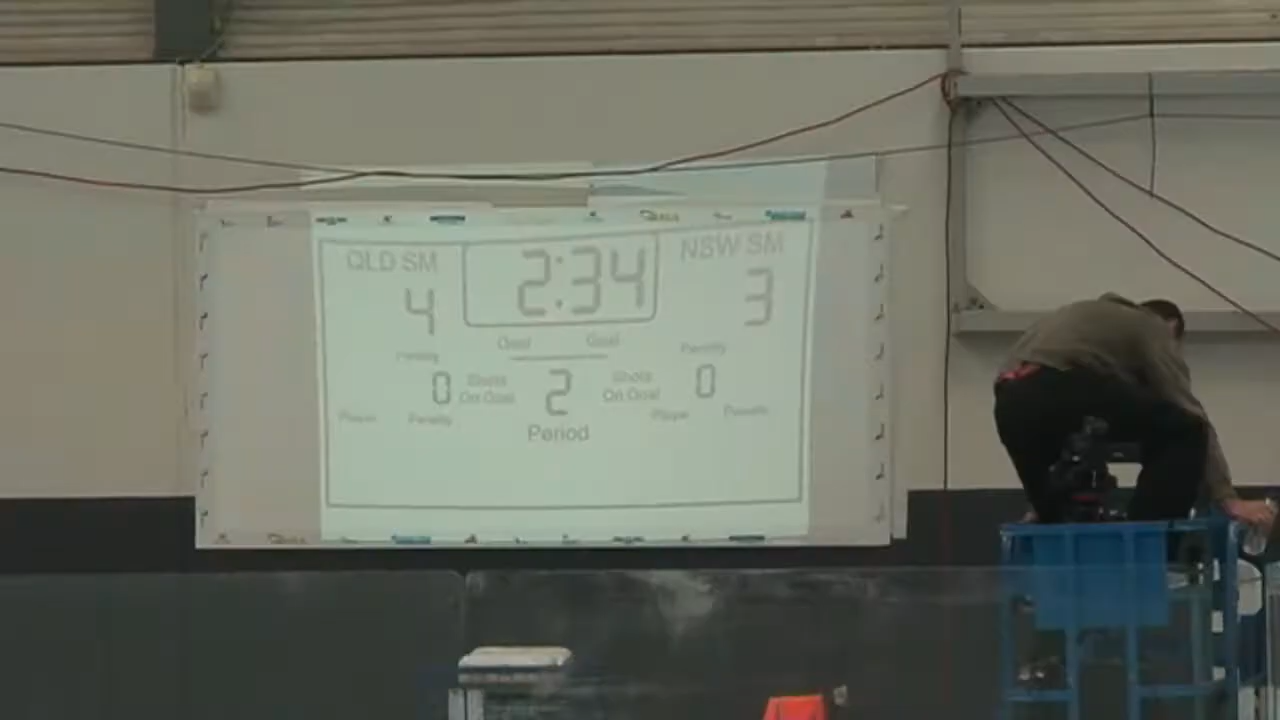 QLD SM
2:34
NSW SM
4
3
Goal
Goal
Penalty
Penalty
0
Shots
On Goal
2
Shots
On Goal
0
Player
Penalty
Player
Penalty
Period